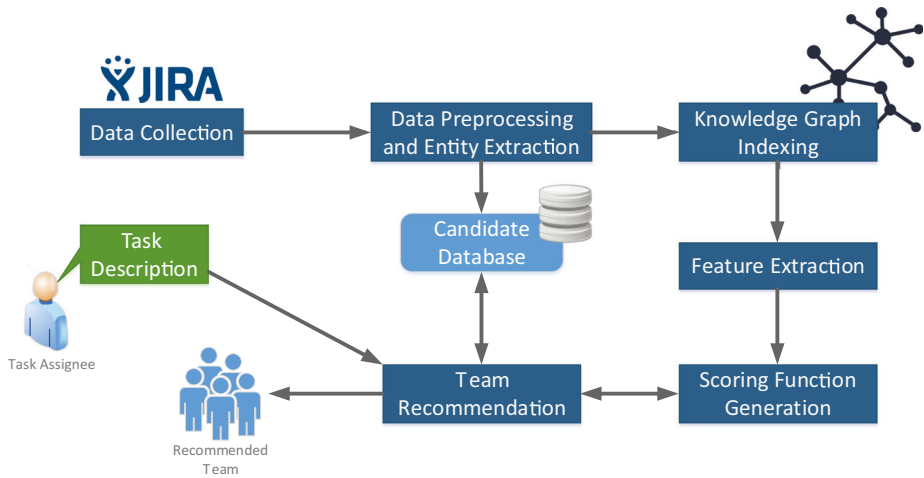 JIRA
Data Collection
Data Preprocessing
and Entity Extraction
Knowledge Graph
Indexing
Task
Description
Candidate
Database
Feature Extraction
Task Assignee
Team
Recommendation
Scoring Function
Generation
Recommended
Team